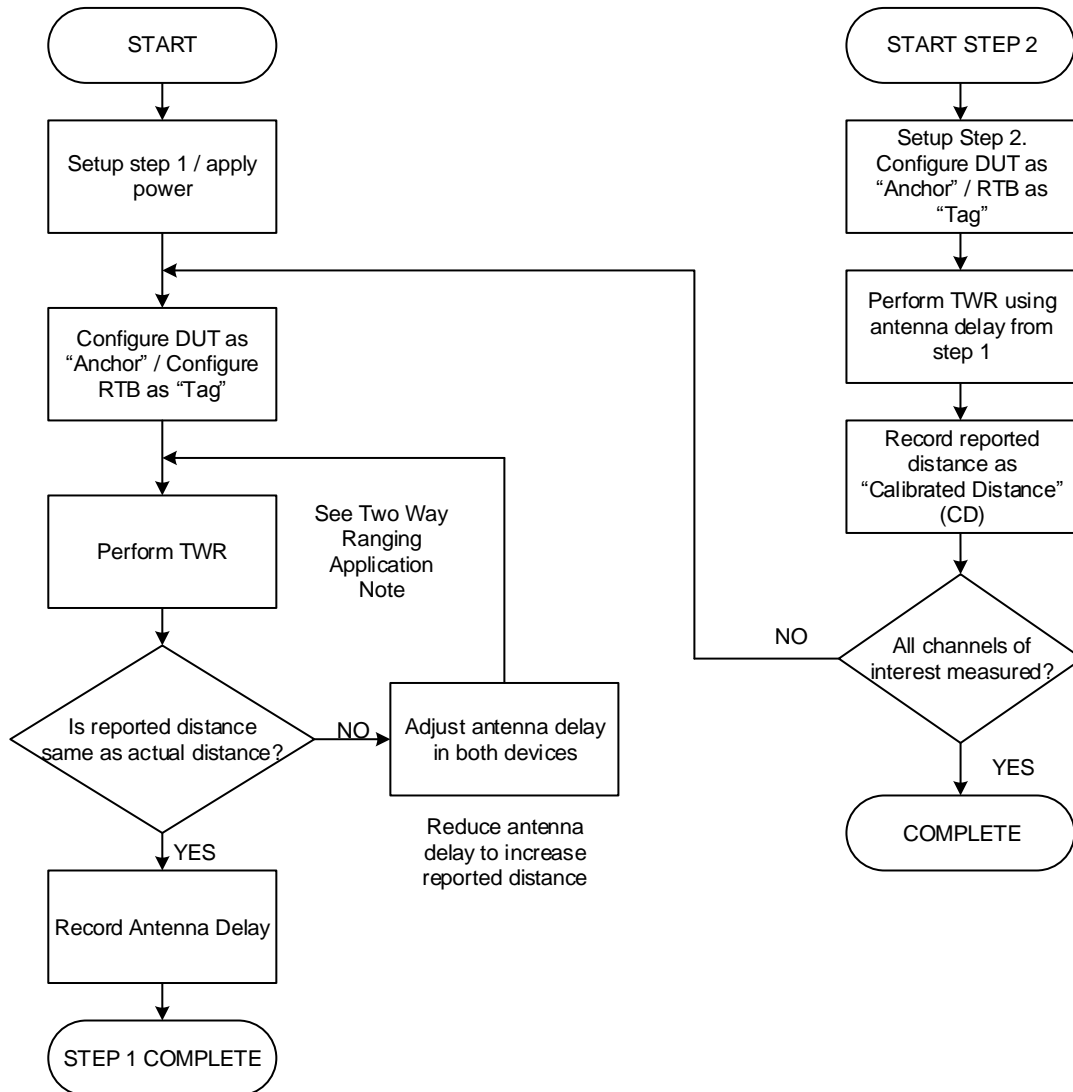 START
Setup step 1 / apply
power
Configure DUT as
“Anchor” / Configure
RTB as “Tag”
Perform TWR
See Two Way
Ranging
Application
Note
Is reported distance
same as actual distance?
NO
Adjust antenna delay
in both devices
Reduce antenna
delay to increase
reported distance
YES
Record Antenna Delay
STEP 1 COMPLETE
START STEP 2
Setup Step 2.
Configure DUT as
“Anchor” / RTB as
“Tag”
Perform TWR using
antenna delay from
step 1
Record reported
distance as
“Calibrated Distance”
(CD)
All channels of
interest measured?
NO
YES
COMPLETE